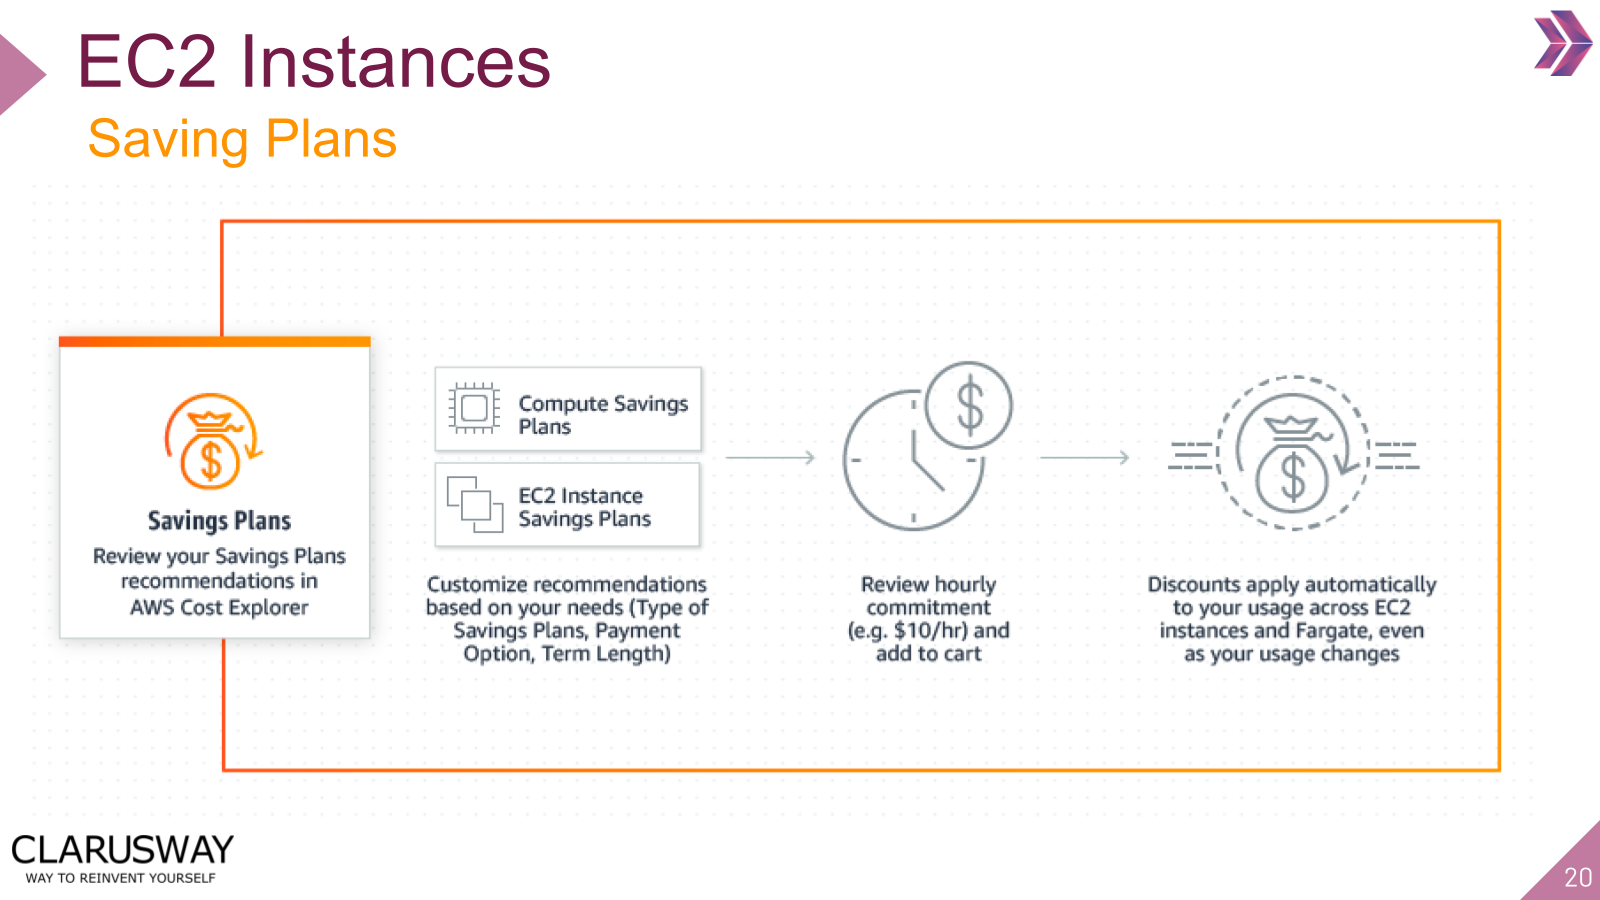 EC2 Instances
Saving Plans
Savings Plans
Review your Savings Plans
recommendations in
AWS Cost Explorer
Compute Savings
Plans
EC2 Instance
Savings Plans
Customize recommendations
based on your needs (Type of
Savings Plans, Payment
Option, Term Length)
Review hourly
commitment
(e.g. $10/hr) and
add to cart
Discounts apply automatically
to your usage across EC2
instances and Fargate, even
as your usage changes
CLARUSWAY
WAY TO REINVENT YOURSELF
20